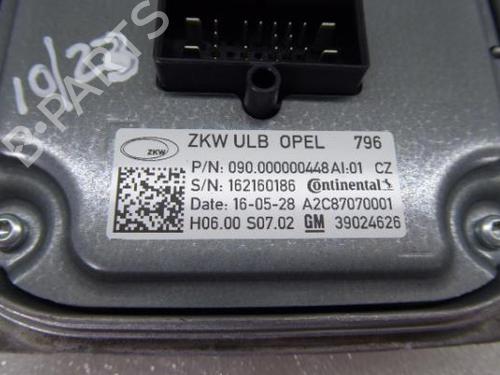 10/23
B-PARTS
ZKW ULB OPEL 796
ZKW
P/N: 090.000000448 AI:01 CZ
S/N: 162160186 Continental
Date: 16-05-28 A2C87070001
H06.00 S07.02 GM 39024626